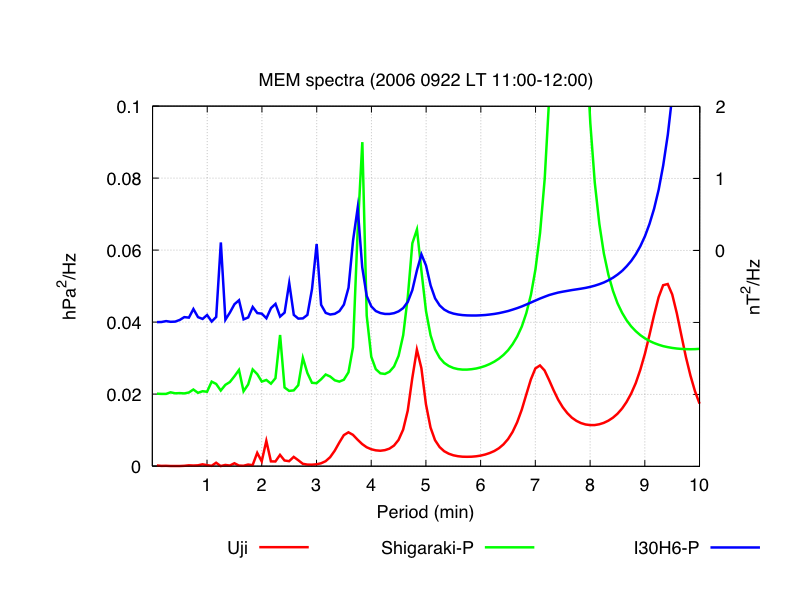 MEM spectra (2006 0922 LT 11:00-12:00)
0.1
0.08
0.06
0.04
0.02
0
hPa²/Hz
2
1
0
nT²/Hz
1 2 3 4 5 6 7 8 9 10
Period (min)
Uji Shigaraki-P I30H6-P